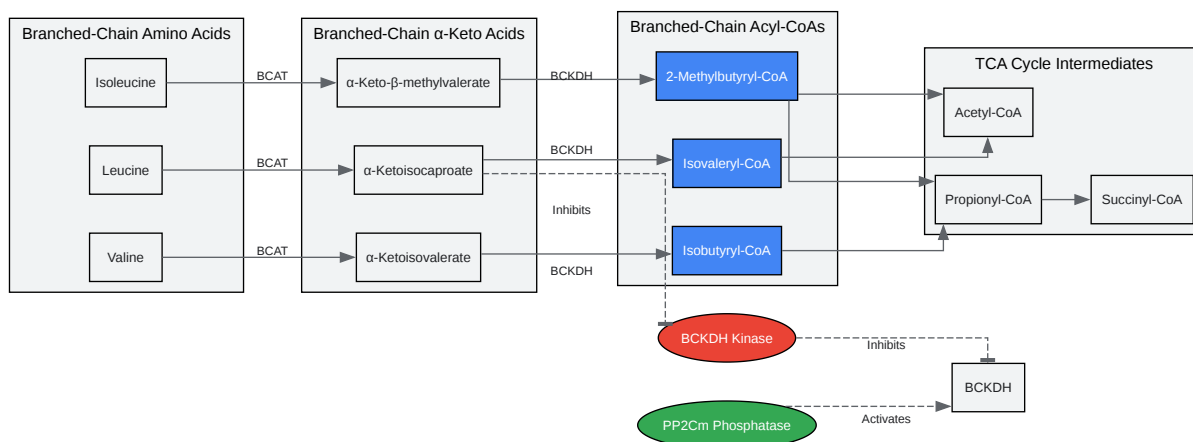 Branched-Chain Amino Acids
Branched-Chain α-Keto Acids
Branched-Chain Acyl-CoAs
TCA Cycle Intermediates
Isoleucine
BCAT
α-Keto-β-methylvalerate
BCKDH
2-Methylbutyryl-CoA
Acetyl-CoA
Leucine
BCAT
α-Ketoisocaproate
BCKDH
Isovaleryl-CoA
Propionyl-CoA
Succinyl-CoA
Inhibits
Valine
BCAT
α-Ketoisovalerate
BCKDH
Isobutyryl-CoA
BCKDH Kinase
Inhibits
BCKDH
PP2Cm Phosphatase
Activates